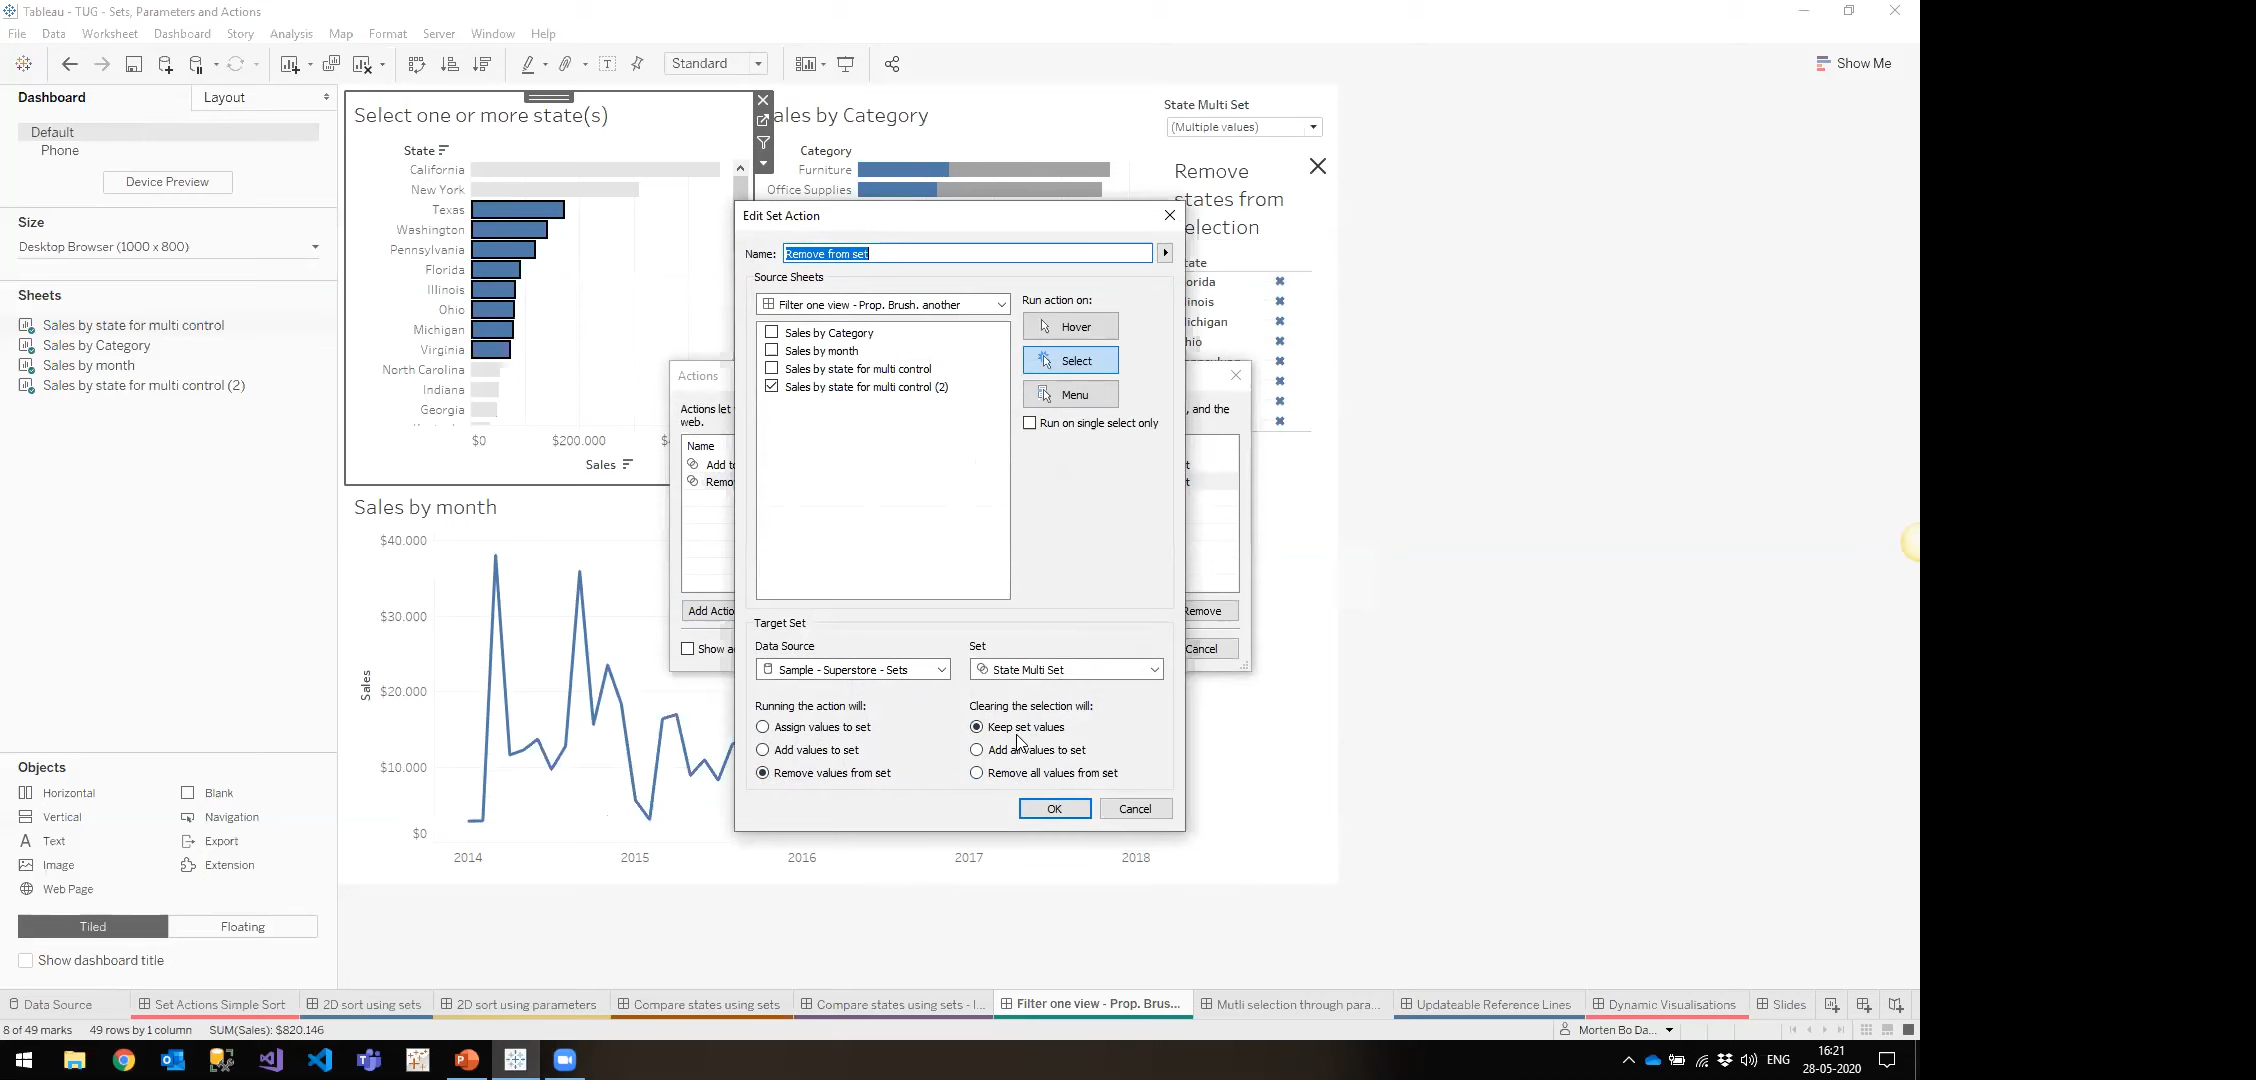 Tableau - TUG - Sets, Parameters and Actions
File Data Worksheet Dashboard Story Analysis Map Format Server Window Help
Standard
Show Me
Dashboard
Layout
Default
Phone
Device Preview
Size
Desktop Browser (1000 x 800)
Sheets
Sales by state for multi control
Sales by Category
Sales by month
Sales by state for multi control (2)
Objects
Horizontal
Blank
Vertical
Navigation
Text
Export
Image
Extension
Web Page
Tiled
Floating
Show dashboard title
Select one or more state(s)
State
California
New York
Texas
Washington
Pennsylvania
Florida
Illinois
Ohio
Michigan
Virginia
North Carolina
Indiana
Georgia
$0
$200.000
Sales
ales by Category
Category
Furniture
Office Supplies
State Multi Set
(Multiple values)
Remove
states from
election
tate
orida
inois
ichigan
hio
Sales by month
$40.000
$30.000
$20.000
$10.000
$0
Sales
2014
2015
2016
2017
2018
Actions
Actions let
, and the
web.
Name
Add to
Remo
Add Actio
Remove
Show a
Cancel
Edit Set Action
Name: Remove from set
Source Sheets
Filter one view - Prop. Brush. another
Sales by Category
Sales by month
Sales by state for multi control
Sales by state for multi control (2)
Run action on:
Hover
Select
Menu
Run on single select only
Target Set
Data Source
Set
Sample - Superstore - Sets
State Multi Set
Running the action will:
Clearing the selection will:
Assign values to set
Keep set values
Add values to set
Add all values to set
Remove values from set
Remove all values from set
OK
Cancel
Data Source
Set Actions Simple Sort
2D sort using sets
2D sort using parameters
Compare states using sets
Compare states using sets - I...
Filter one view - Prop. Brus...
Mutli selection through para...
Updateable Reference Lines
Dynamic Visualisations
Slides
8 of 49 marks
49 rows by 1 column
SUM(Sales): $820.146
Morten Bo Da...
ENG
16:21
28-05-2020